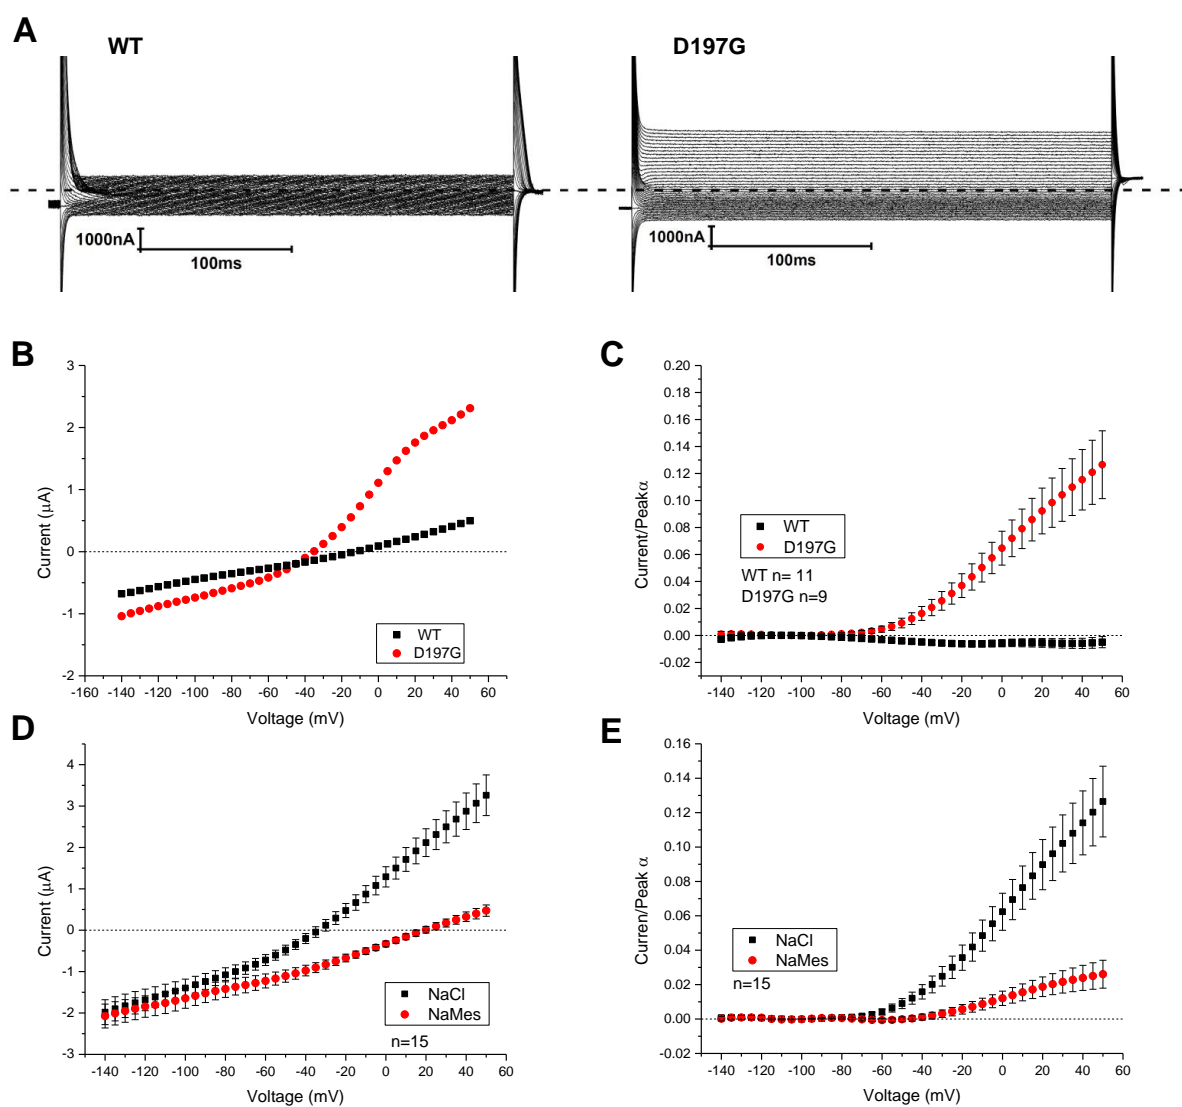 A
WT
D197G
1000nA
100ms
1000nA
100ms
B
3
2
1
0
-1
-2
-160 -140 -120 -100 -80 -60 -40 -20 0 20 40 60
Current (μA)
Voltage (mV)
WT
D197G
C
0.20
0.18
0.16
0.14
0.12
0.10
0.08
0.06
0.04
0.02
0.00
-0.02
-140 -120 -100 -80 -60 -40 -20 0 20 40 60
Current/Peakα
Voltage (mV)
WT
D197G
WT n= 11
D197G n=9
D
4
3
2
1
0
-1
-2
-3
-140 -120 -100 -80 -60 -40 -20 0 20 40 60
Current (μA)
Voltage (mV)
NaCl
NaMes
n=15
E
0.16
0.14
0.12
0.10
0.08
0.06
0.04
0.02
0.00
-0.02
-140 -120 -100 -80 -60 -40 -20 0 20 40 60
Curren/Peak α
Voltage (mV)
NaCl
NaMes
n=15